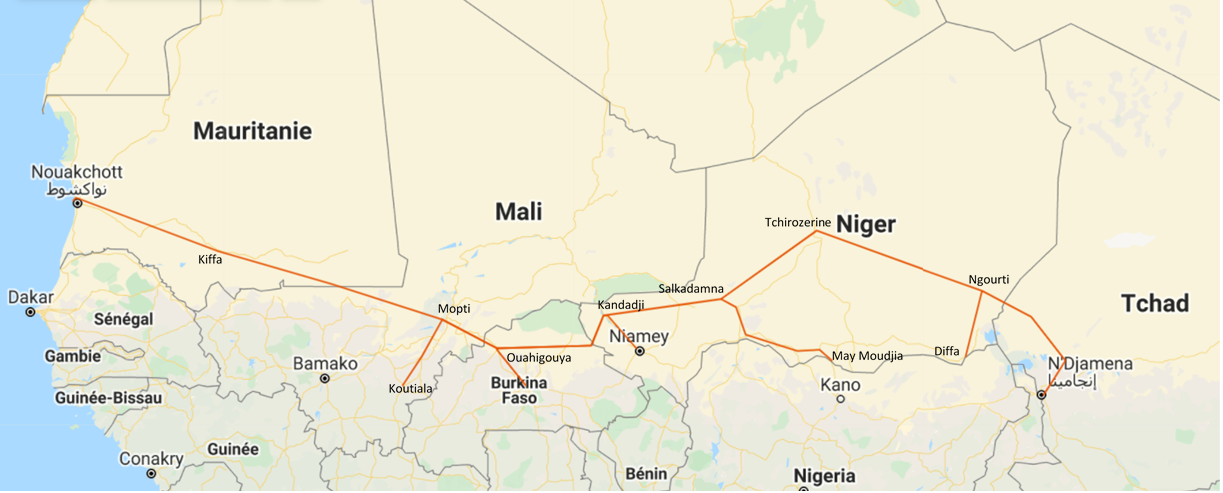 Mauritanie
Nouakchott
نواكشوط
Mali
Tchirozerine
Niger
Kiffa
Salkadamna
Ngourti
Dakar
Mopti
Kandadji
Tchad
Sénégal
Niamey
Gambie
Bamako
Ouahigouya
May Moudjia
Diffa
N'Djamena
إنجامينا
Koutiala
Burkina
Faso
Kano
Guinée-Bissau
Guinée
Conakry
Bénin
Nigeria